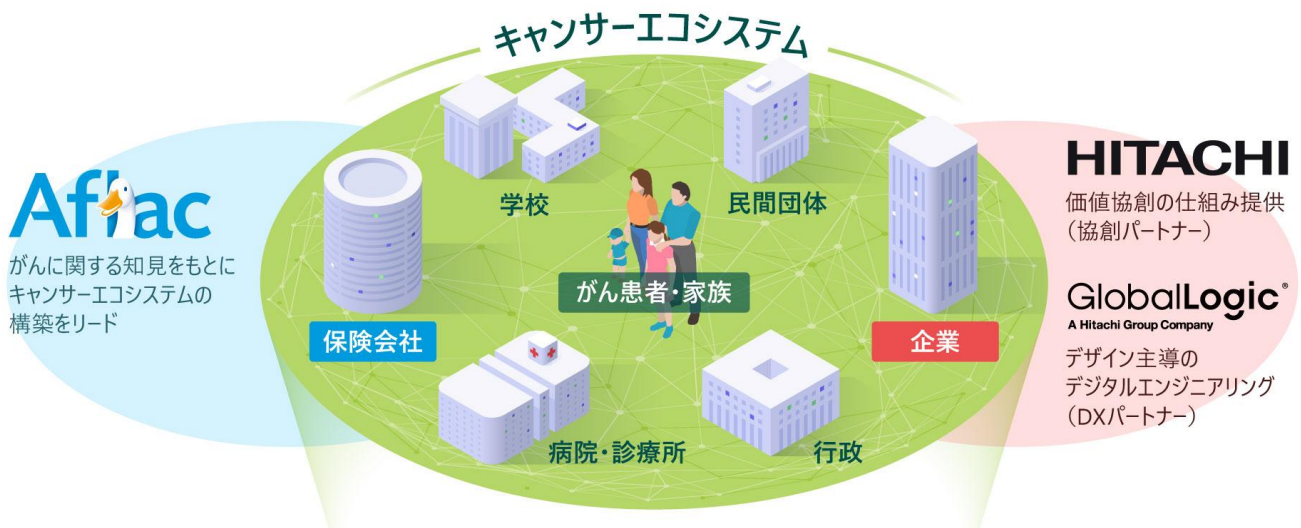 キャンサーエコシステム
学校
民間団体
がん患者・家族
保険会社
企業
病院・診療所
行政
Aflac
がんに関する知見をもとに
キャンサーエコシステムの
構築をリード
HITACHI
価値協創の仕組み提供
（協創パートナー）
GlobalLogic®
A Hitachi Group Company
デザイン主導の
デジタルエンジニアリング
（DXパートナー）